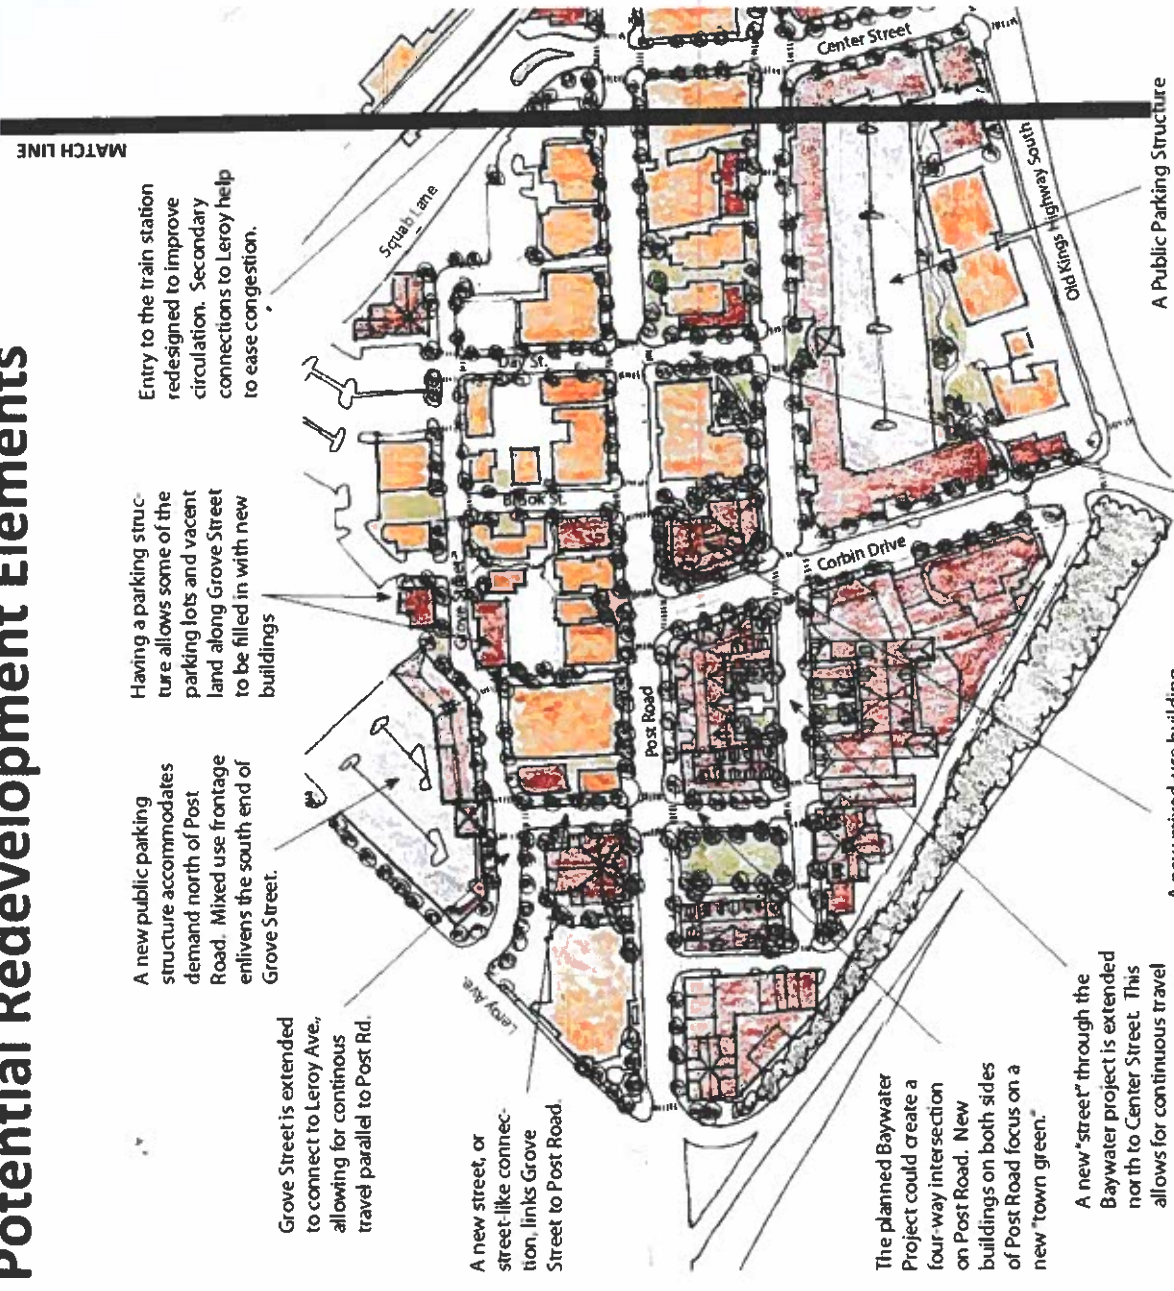 Potential Redevelopment Elements
MATCH LINE
Entry to the train station
redesigned to improve
circulation. Secondary
connections to Leroy help
to ease congestion.
Having a parking struc-
ture allows some of the
parking lots and vacent
land along Grove Street
to be filled in with new
buildings
A new public parking
structure accommodates
demand north of Post
Road. Mixed use frontage
enlivens the south end of
Grove Street.
Grove Street is extended
to connect to Leroy Ave.,
allowing for continous
travel parallel to Post Rd.
A new street, or
street-like connec-
tion, links Grove
Street to Post Road.
The planned Baywater
Project could create a
four-way intersection
on Post Road. New
buildings on both sides
of Post Road focus on a
new "town green."
A new "street" through the
Baywater project is extended
north to Center Street. This
allows for continuous travel
A new mixed-use building
A Public Parking Structure
Center Street
Squab Lane
Old Kings Highway South
Day St.
Brook St.
Grove Street
Corbin Drive
Post Road
Leroy Ave.